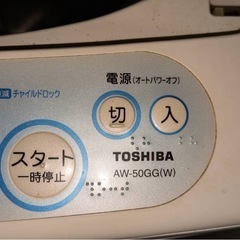 電源(オートパワーオフ)
チャイルドロック
切 入
スタート
一時停止
TOSHIBA
AW-50GG(W)